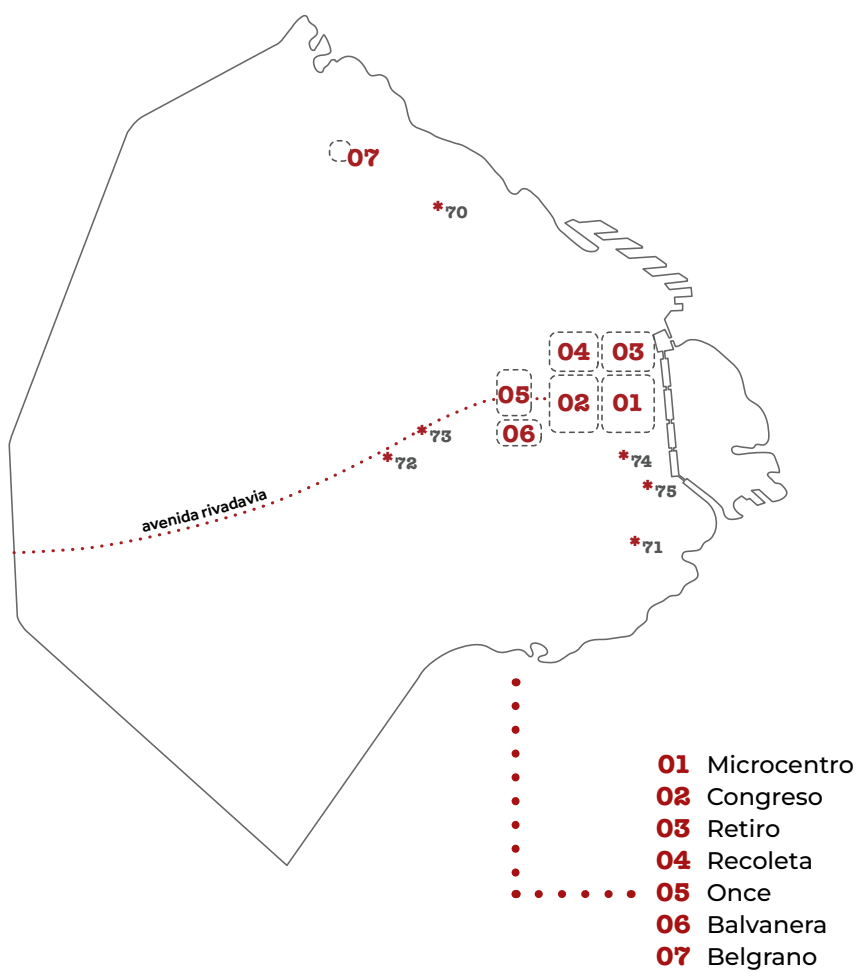 07
70
04 03
05 02 01
06
73
72
74
75
avenida rivadavia
71
01 Microcentro
02 Congreso
03 Retiro
04 Recoleta
05 Once
06 Balvanera
07 Belgrano